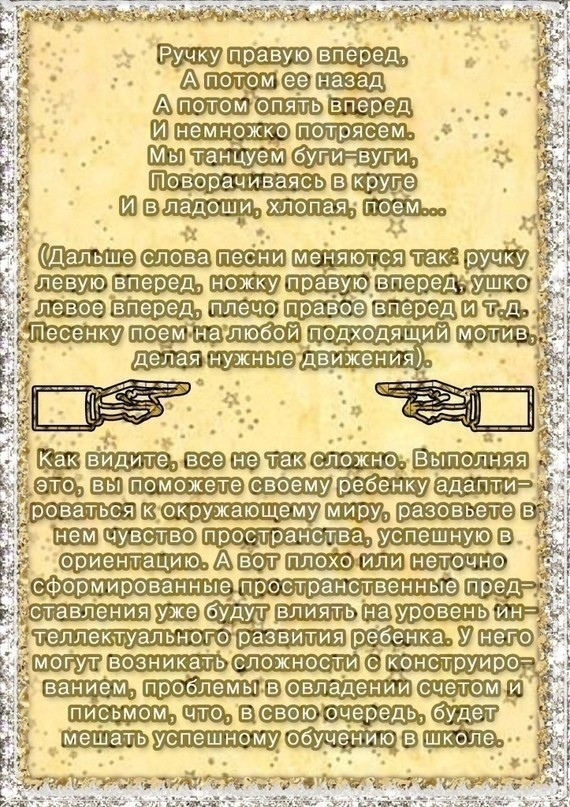 Ручку правую вперед,
А потом ее назад
А потом опять вперед
И немножко потрясем.
Мы танцуем буги-вуги,
Поворачиваясь в круге
И в ладоши, хлопая, поем...
(Дальше слова песни меняются так: ручку
левую вперед, ножку правую вперед, ушко
левое вперед, плечо правое вперед и т.д.
Песенку поем на любой подходящий мотив,
делая нужные движения).
Как видите, все не так сложно. Выполняя
это, вы поможете своему ребенку адапти-
роваться к окружающему миру, разовьете в
нем чувство пространства, успешную в
ориентацию. А вот плохо или неточно
сформированные пространственные пред-
ставления уже будут влиять на уровень ин-
теллектуального развития ребенка. У него
могут возникать сложности с конструиро-
ванием, проблемы в овладении счетом и
письмом, что, в свою очередь, будет
мешать успешному обучению в школе.